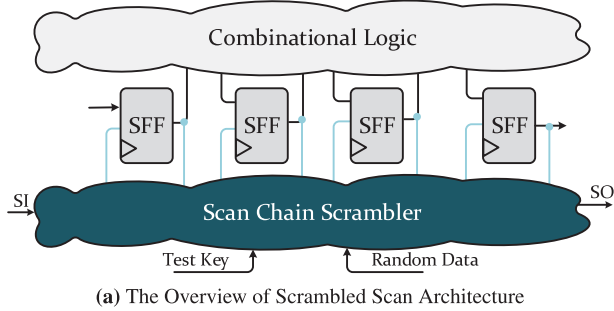 Combinational Logic
SFF SFF SFF SFF
SI
SO
Scan Chain Scrambler
Test Key
Random Data
(a) The Overview of Scrambled Scan Architecture